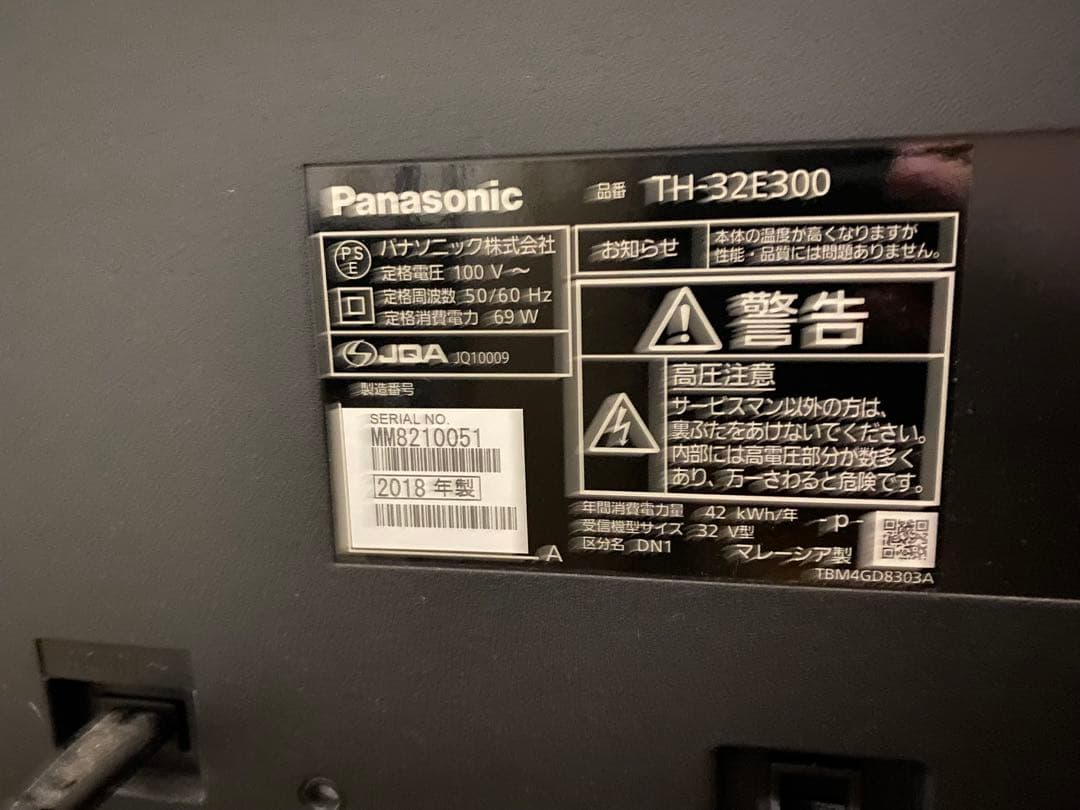 Panasonic
品番 TH-32E300
PS
E
パナソニック株式会社
定格電圧 100 V ～
定格周波数 50/60 Hz
定格消費電力 69 W
JQA JQ10009
製造番号
SERIAL NO.
MM8210051
2018 年製
A
お知らせ
本体の温度が高くなりますが
性能・品質には問題ありません。
警告
高圧注意
サービスマン以外の方は、
裏ぶたをあけないでください。
内部には高電圧部分が数多く
あり、万一さわると危険です。
年間消費電力量 42 kWh/年
受信機型サイズ 32 V型
区分名 DN1
-p-
マレーシア製
TBM4GD8303A